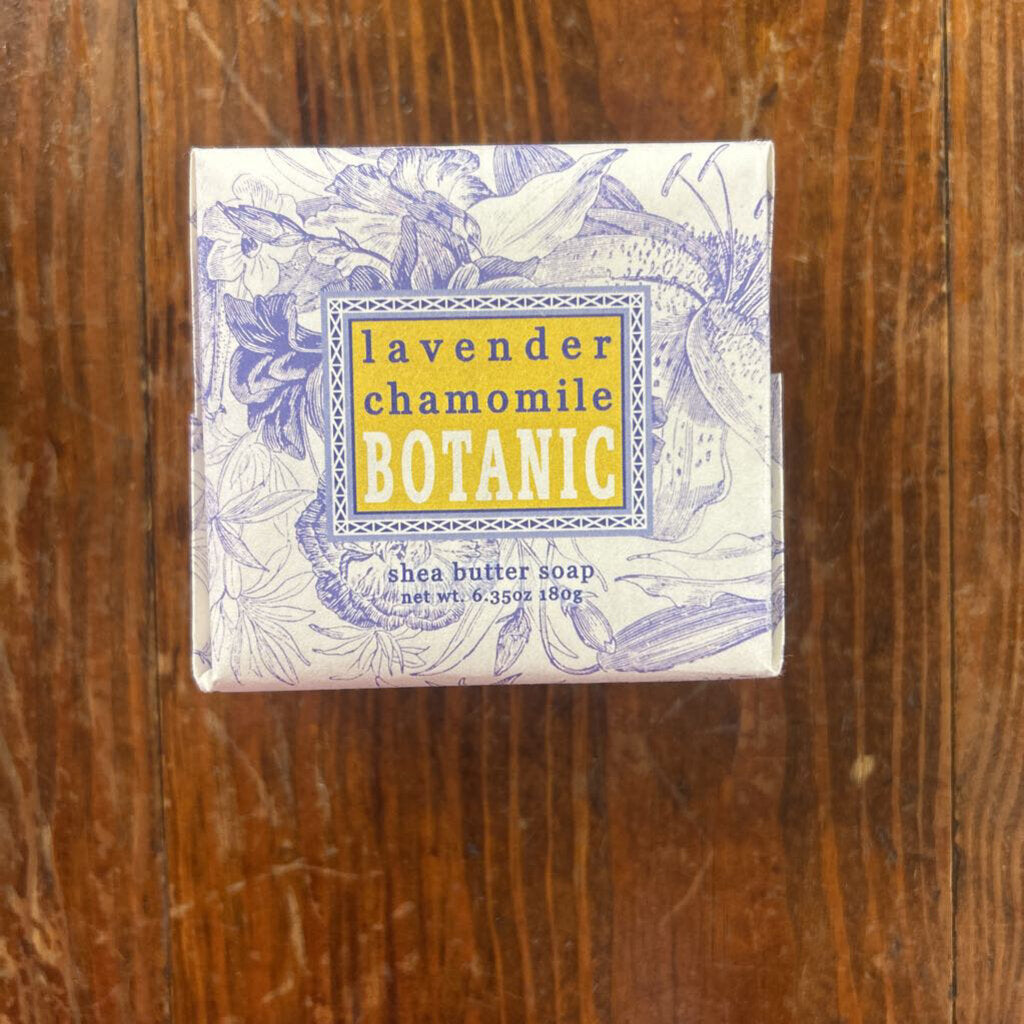 lavender
chamomile
BOTANIC
shea butter soap
net wt. 6.35oz 180g